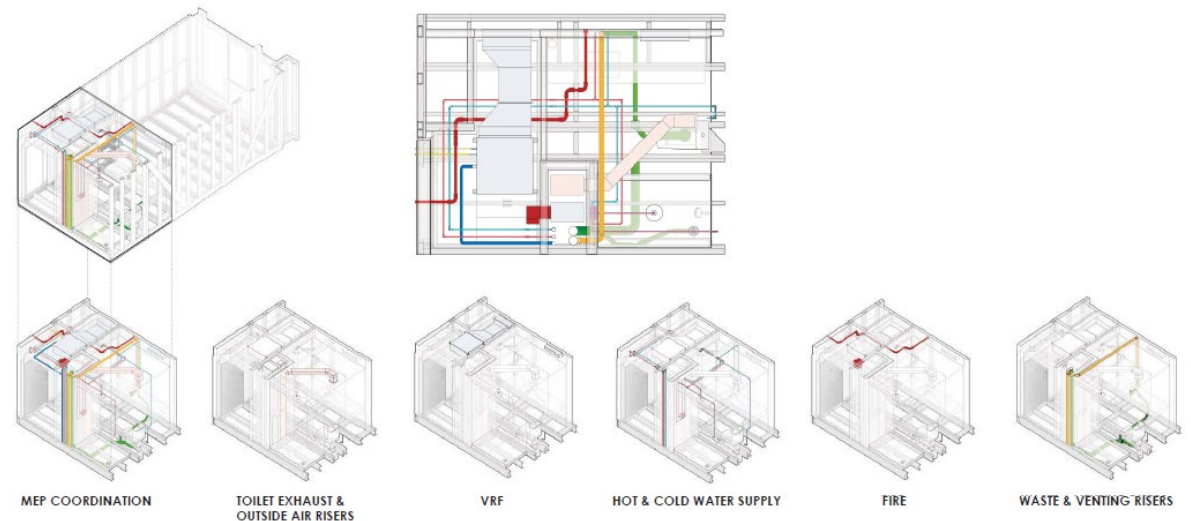 MEP COORDINATION
TOILET EXHAUST &
OUTSIDE AIR RISERS
VRF
HOT & COLD WATER SUPPLY
FIRE
WASTE & VENTING RISERS